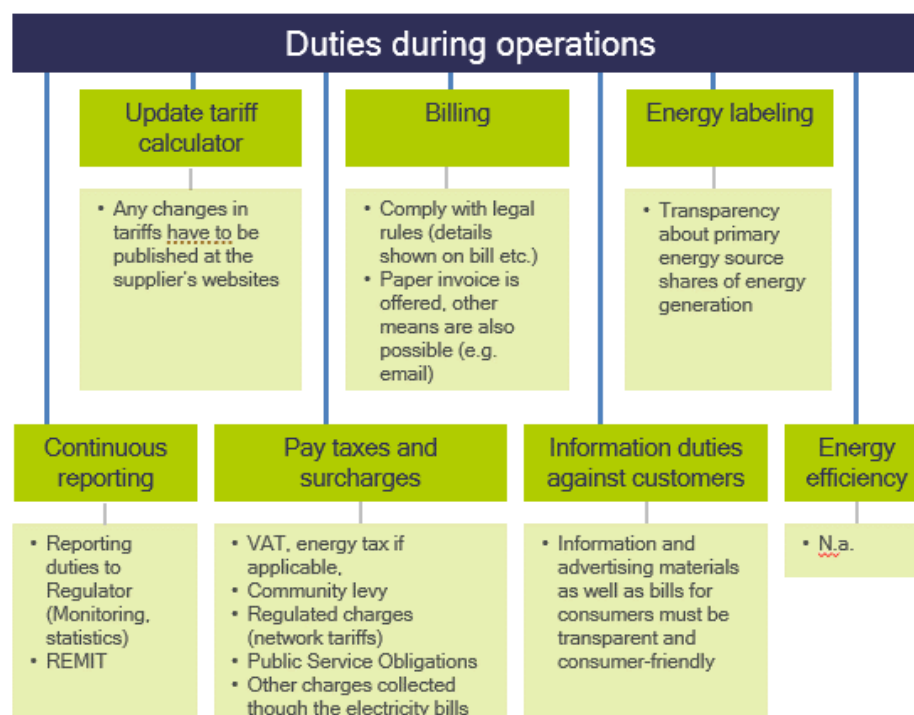 Duties during operations
Update tariff
calculator
• Any changes in
tariffs have to be
published at the
supplier's websites
Billing
• Comply with legal
rules (details
shown on bill etc.)
• Paper invoice is
offered, other
means are also
possible (e.g.
email)
Energy labeling
• Transparency
about primary
energy source
shares of energy
generation
Continuous
reporting
• Reporting
duties to
Regulator
(Monitoring,
statistics)
• REMIT
Pay taxes and
surcharges
• VAT, energy tax if
applicable,
• Community levy
• Regulated charges
(network tariffs)
• Public Service Obligations
• Other charges collected
though the electricity bills
Information duties
against customers
• Information and
advertising materials
as well as bills for
consumers must be
transparent and
consumer-friendly
Energy
efficiency
• N.a.